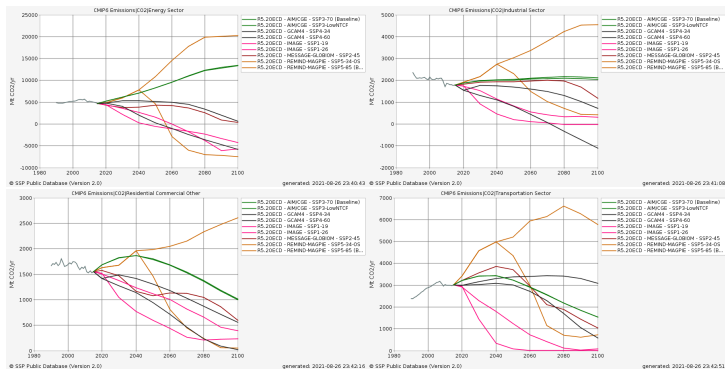 CMIP6 Emissions|CO2|Energy Sector
25000
20000
15000
10000
5000
0
-5000
-10000
Mt CO2/yr
1980 2000 2020 2040 2060 2080 2100
R5.2OECD - AIM/CGE - SSP3-70 (Baseline)
R5.2OECD - AIM/CGE - SSP3-LowNTCF
R5.2OECD - GCAM4 - SSP4-34
R5.2OECD - GCAM4 - SSP4-60
R5.2OECD - IMAGE - SSP1-19
R5.2OECD - IMAGE - SSP1-26
R5.2OECD - MESSAGE-GLOBIOM - SSP2-45
R5.2OECD - REMIND-MAGPIE - SSP5-34-OS
R5.2OECD - REMIND-MAGPIE - SSP5-85 (B...
© SSP Public Database (Version 2.0)
generated: 2021-08-26 23:40:43
CMIP6 Emissions|CO2|Industrial Sector
5000
4000
3000
2000
1000
0
-1000
-2000
Mt CO2/yr
1980 2000 2020 2040 2060 2080 2100
R5.2OECD - AIM/CGE - SSP3-70 (Baseline)
R5.2OECD - AIM/CGE - SSP3-LowNTCF
R5.2OECD - GCAM4 - SSP4-34
R5.2OECD - GCAM4 - SSP4-60
R5.2OECD - IMAGE - SSP1-19
R5.2OECD - IMAGE - SSP1-26
R5.2OECD - MESSAGE-GLOBIOM - SSP2-45
R5.2OECD - REMIND-MAGPIE - SSP5-34-OS
R5.2OECD - REMIND-MAGPIE - SSP5-85 (B...
© SSP Public Database (Version 2.0)
generated: 2021-08-26 23:41:08
CMIP6 Emissions|CO2|Residential Commercial Other
3000
2500
2000
1500
1000
500
0
Mt CO2/yr
1980 2000 2020 2040 2060 2080 2100
R5.2OECD - AIM/CGE - SSP3-70 (Baseline)
R5.2OECD - AIM/CGE - SSP3-LowNTCF
R5.2OECD - GCAM4 - SSP4-34
R5.2OECD - GCAM4 - SSP4-60
R5.2OECD - IMAGE - SSP1-19
R5.2OECD - IMAGE - SSP1-26
R5.2OECD - MESSAGE-GLOBIOM - SSP2-45
R5.2OECD - REMIND-MAGPIE - SSP5-34-OS
R5.2OECD - REMIND-MAGPIE - SSP5-85 (B...
© SSP Public Database (Version 2.0)
generated: 2021-08-26 23:42:16
CMIP6 Emissions|CO2|Transportation Sector
7000
6000
5000
4000
3000
2000
1000
0
Mt CO2/yr
1980 2000 2020 2040 2060 2080 2100
R5.2OECD - AIM/CGE - SSP3-70 (Baseline)
R5.2OECD - AIM/CGE - SSP3-LowNTCF
R5.2OECD - GCAM4 - SSP4-34
R5.2OECD - GCAM4 - SSP4-60
R5.2OECD - IMAGE - SSP1-19
R5.2OECD - IMAGE - SSP1-26
R5.2OECD - MESSAGE-GLOBIOM - SSP2-45
R5.2OECD - REMIND-MAGPIE - SSP5-34-OS
R5.2OECD - REMIND-MAGPIE - SSP5-85 (B...
© SSP Public Database (Version 2.0)
generated: 2021-08-26 23:42:51